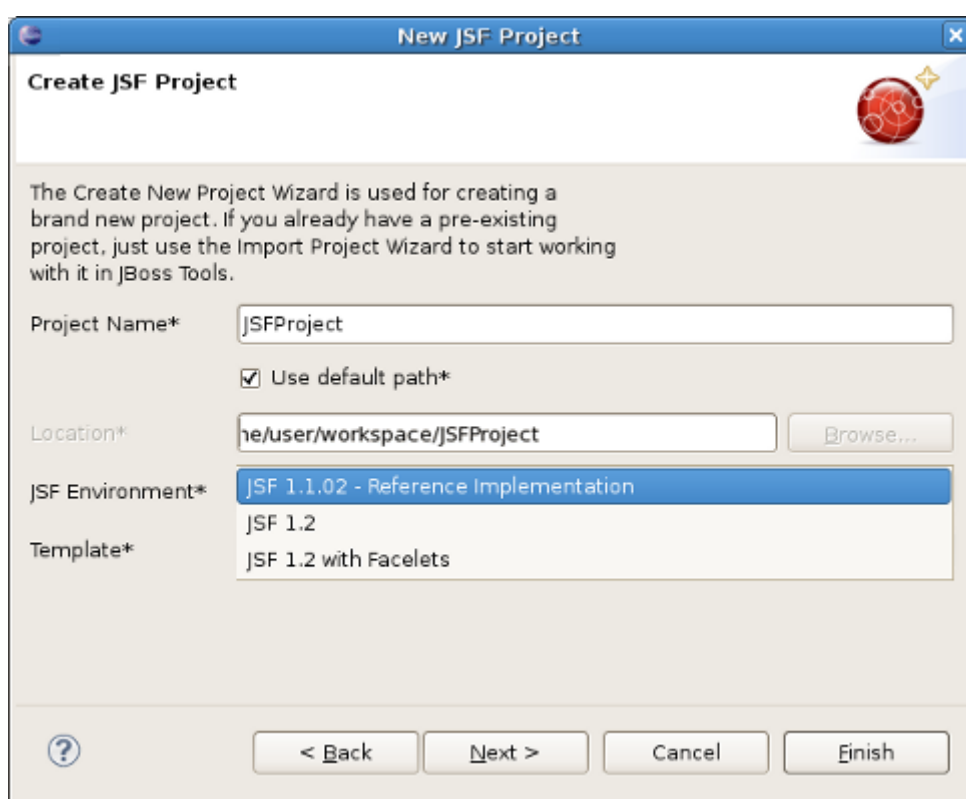 New JSF Project
Create JSF Project
The Create New Project Wizard is used for creating a
brand new project. If you already have a pre-existing
project, just use the Import Project Wizard to start working
with it in JBoss Tools.
Project Name* JSFProject
Use default path*
Location* ne/user/workspace/JSFProject Browse...
JSF Environment* JSF 1.1.02 - Reference Implementation
JSF 1.2
Template* JSF 1.2 with Facelets
< Back Next > Cancel Finish